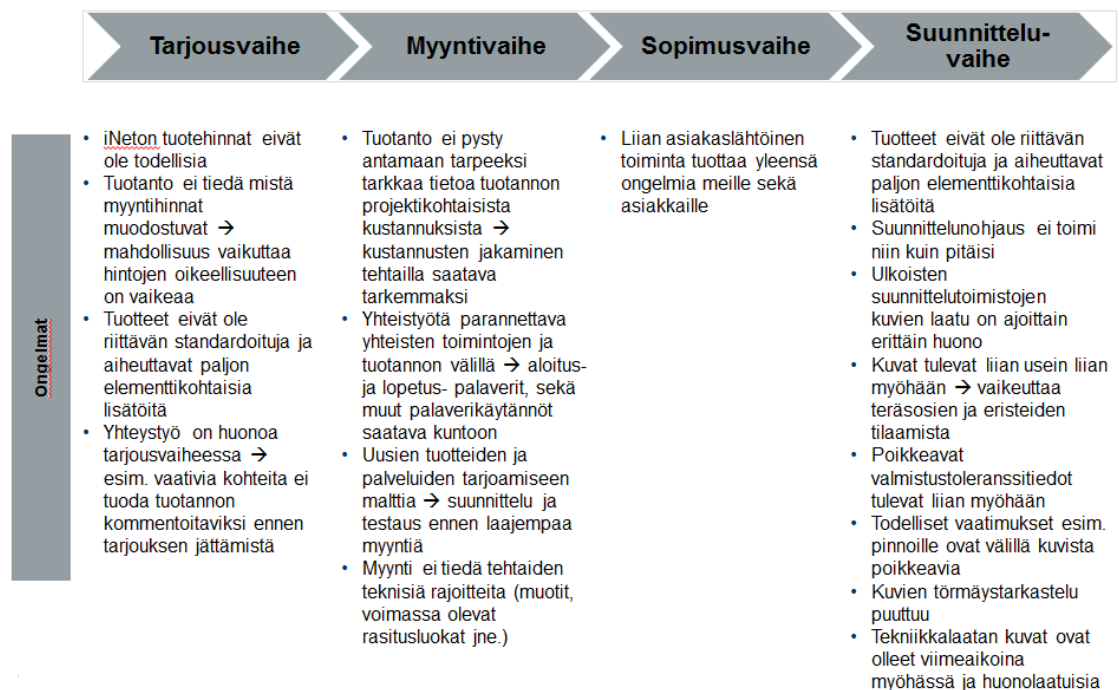 Tarjousvaihe
Myyntivaihe
Sopimusvaihe
Suunnittelu-
vaihe
Ongelmat
• iNeton tuotehinnat eivät
ole todellisia
• Tuotanto ei tiedä mistä
myyntihinnat
muodostuvat →
mahdollisuus vaikuttaa
hintojen oikeellisuuteen
on vaikeaa
• Tuotteet eivät ole
riittävän standardoituja ja
aiheuttavat paljon
elementtikohtaisia
lisätöitä
• Yhteystyö on huonoa
tarjousvaiheessa →
esim. vaativia kohteita ei
tuoda tuotannon
kommentoitaviksi ennen
tarjouksen jättämistä
• Tuotanto ei pysty
antamaan tarpeeksi
tarkkaa tietoa tuotannon
projektikohtaisista
kustannuksista →
kustannusten jakaminen
tehtailla saatava
tarkemmaksi
• Yhteistyötä parannettava
yhteisten toimintojen ja
tuotannon välillä → aloitus-
ja lopetus- palaverit, sekä
muut palaverikäytännöt
saatava kuntoon
• Uusien tuotteiden ja
palveluiden tarjoamiseen
malttia → suunnittelu ja
testaus ennen laajempaa
myyntiä
• Myynti ei tiedä tehtaiden
teknisiä rajoitteita (muotit,
voimassa olevat
rasitusluokat jne.)
• Liian asiakaslähtöinen
toiminta tuottaa yleensä
ongelmia meille sekä
asiakkaille
• Tuotteet eivät ole riittävän
standardoituja ja aiheuttavat
paljon elementtikohtaisia
lisätöitä
• Suunnittelunohjaus ei toimi
niin kuin pitäisi
• Ulkoisten
suunnittelutoimistojen
kuvien laatu on ajoittain
erittäin huono
• Kuvat tulevat liian usein liian
myöhään → vaikeuttaa
teräsosien ja eristeiden
tilaamista
• Poikkeavat
valmistustoleranssitiedot
tulevat liian myöhään
• Todelliset vaatimukset esim.
pinnoille ovat välillä kuvista
poikkeavia
• Kuvien törmäystarkastelu
puuttuu
• Tekniikkalaatan kuvat ovat
olleet viimeaikoina
myöhässä ja huonolaatuisia